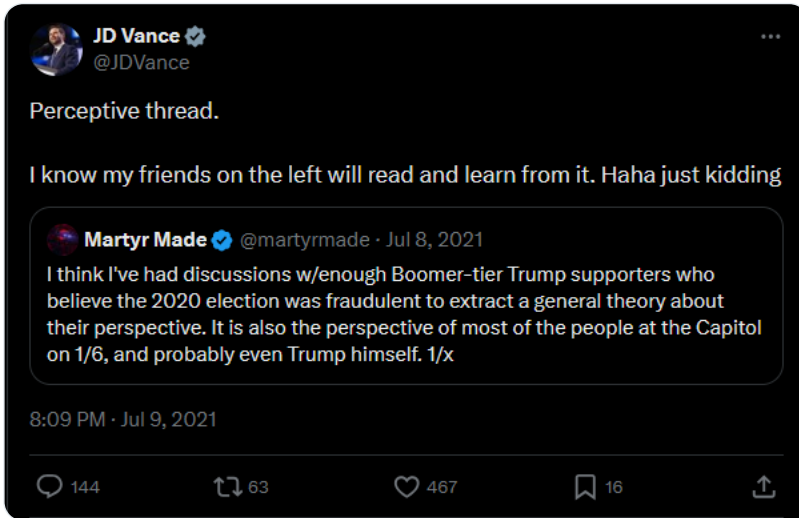 JD Vance
@JDVance
Perceptive thread.
I know my friends on the left will read and learn from it. Haha just kidding
Martyr Made @martyrmade · Jul 8, 2021
I think I've had discussions w/enough Boomer-tier Trump supporters who
believe the 2020 election was fraudulent to extract a general theory about
their perspective. It is also the perspective of most of the people at the Capitol
on 1/6, and probably even Trump himself. 1/x
8:09 PM · Jul 9, 2021
144 63 467 16